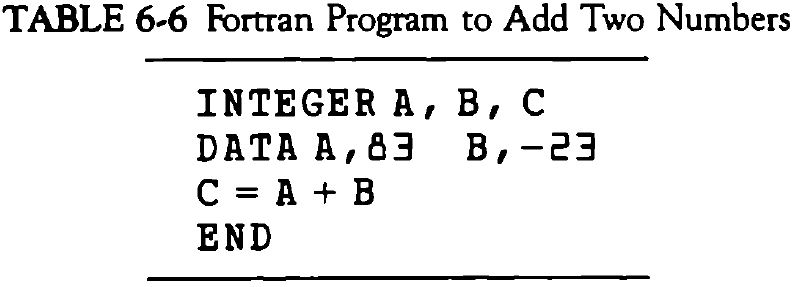 TABLE 6-6 Fortran Program to Add Two Numbers
INTEGER A, B, C
DATA A,83 B,-23
C = A + B
END